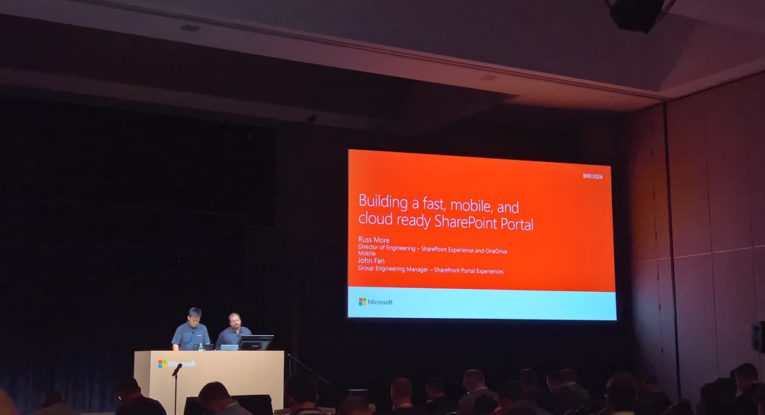 BRK3026
Building a fast, mobile, and
cloud ready SharePoint Portal
Russ More
Director of Engineering – SharePoint Experience and OneDrive
Mobile
John Fan
Group Engineering Manager – SharePoint Portal Experiences
Microsoft
Microsoft